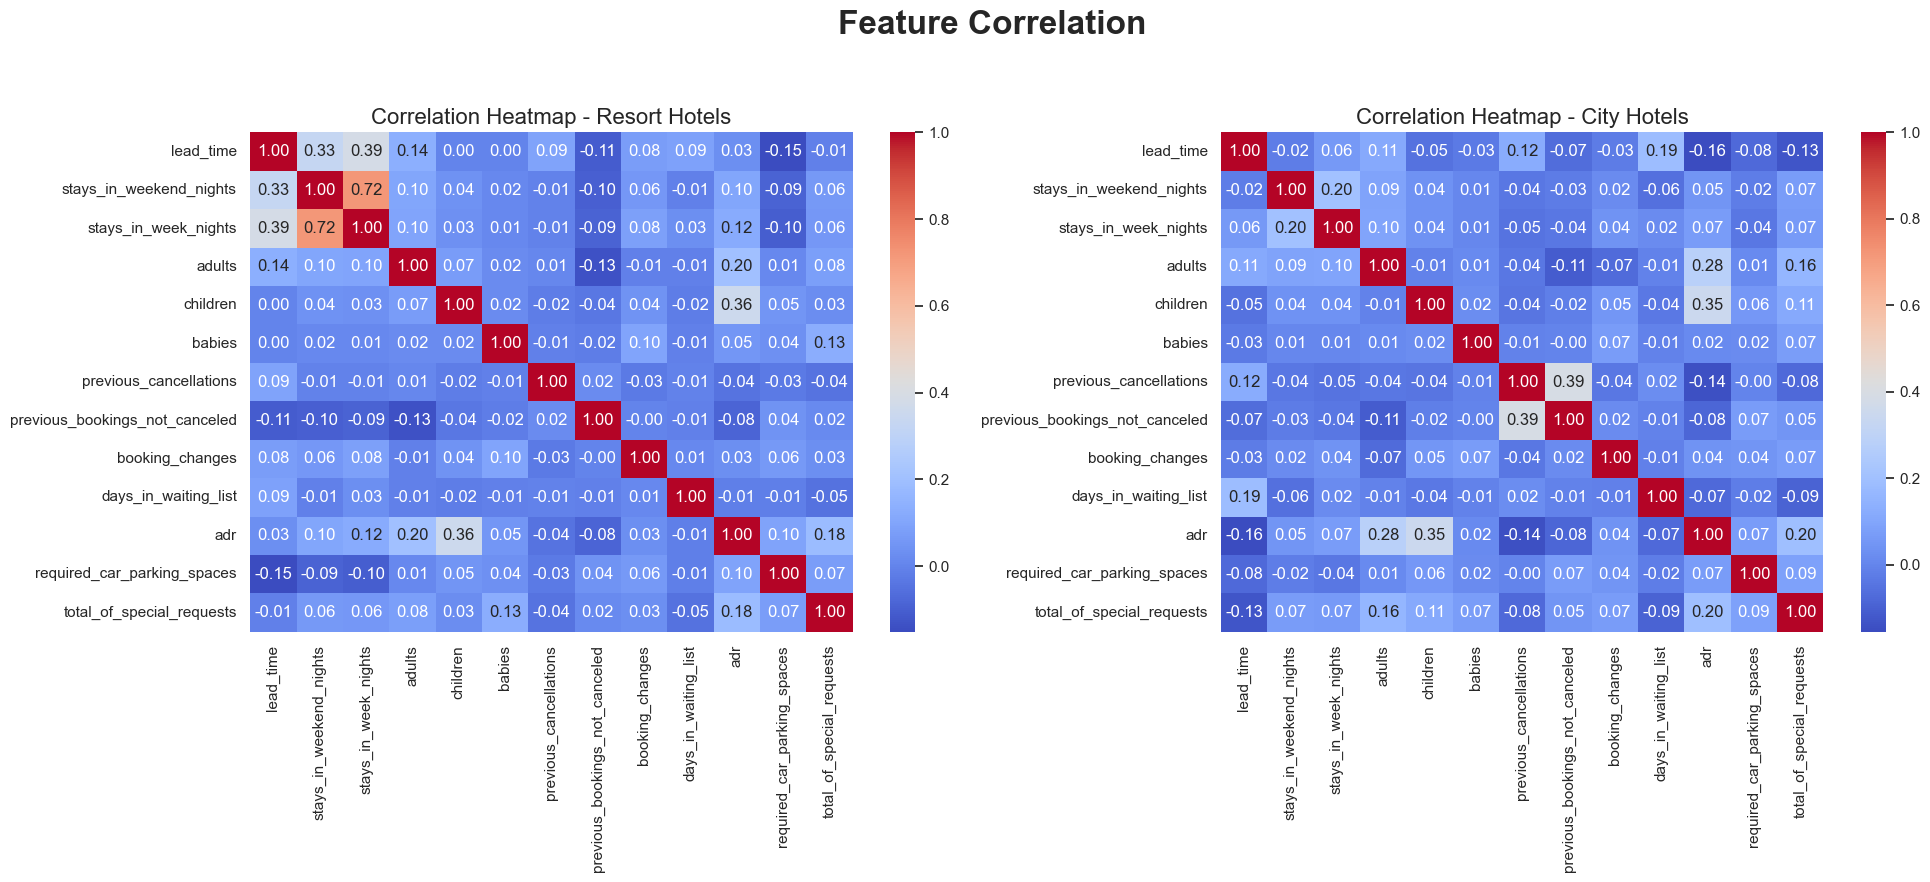 Feature Correlation
Correlation Heatmap - Resort Hotels
lead_time 1.00 0.33 0.39 0.14 0.00 0.00 0.09 -0.11 0.08 0.09 0.03 -0.15 -0.01
stays_in_weekend_nights 0.33 1.00 0.72 0.10 0.04 0.02 -0.01 -0.10 0.06 -0.01 0.10 -0.09 0.06
stays_in_week_nights 0.39 0.72 1.00 0.10 0.03 0.01 -0.01 -0.09 0.08 0.03 0.12 -0.10 0.06
adults 0.14 0.10 0.10 1.00 0.07 0.02 0.01 -0.13 -0.01 -0.01 0.20 0.01 0.08
children 0.00 0.04 0.03 0.07 1.00 0.02 -0.02 -0.04 0.04 -0.02 0.36 0.05 0.03
babies 0.00 0.02 0.01 0.02 0.02 1.00 -0.01 -0.02 0.10 -0.01 0.05 0.04 0.13
previous_cancellations 0.09 -0.01 -0.01 0.01 -0.02 -0.01 1.00 0.02 -0.03 -0.01 -0.04 -0.03 -0.04
previous_bookings_not_canceled -0.11 -0.10 -0.09 -0.13 -0.04 -0.02 0.02 1.00 -0.00 -0.01 -0.08 0.04 0.02
booking_changes 0.08 0.06 0.08 -0.01 0.04 0.10 -0.03 -0.00 1.00 0.01 0.03 0.06 0.03
days_in_waiting_list 0.09 -0.01 0.03 -0.01 -0.02 -0.01 -0.01 -0.01 0.01 1.00 -0.01 -0.01 -0.05
adr 0.03 0.10 0.12 0.20 0.36 0.05 -0.04 -0.08 0.03 -0.01 1.00 0.10 0.18
required_car_parking_spaces -0.15 -0.09 -0.10 0.01 0.05 0.04 -0.03 0.04 0.06 -0.01 0.10 1.00 0.07
total_of_special_requests -0.01 0.06 0.06 0.08 0.03 0.13 -0.04 0.02 0.03 -0.05 0.18 0.07 1.00
lead_time
stays_in_weekend_nights
stays_in_week_nights
adults
children
babies
previous_cancellations
previous_bookings_not_canceled
booking_changes
days_in_waiting_list
adr
required_car_parking_spaces
total_of_special_requests
1.0
0.8
0.6
0.4
0.2
0.0
Correlation Heatmap - City Hotels
lead_time 1.00 -0.02 0.06 0.11 -0.05 -0.03 0.12 -0.07 -0.03 0.19 -0.16 -0.08 -0.13
stays_in_weekend_nights -0.02 1.00 0.20 0.09 0.04 0.01 -0.04 -0.03 0.02 -0.06 0.05 -0.02 0.07
stays_in_week_nights 0.06 0.20 1.00 0.10 0.04 0.01 -0.05 -0.04 0.04 0.02 0.07 -0.04 0.07
adults 0.11 0.09 0.10 1.00 -0.01 0.01 -0.04 -0.11 -0.07 -0.01 0.28 0.01 0.16
children -0.05 0.04 0.04 -0.01 1.00 0.02 -0.04 -0.02 0.05 -0.04 0.35 0.06 0.11
babies -0.03 0.01 0.01 0.01 0.02 1.00 -0.01 -0.00 0.07 -0.01 0.02 0.02 0.07
previous_cancellations 0.12 -0.04 -0.05 -0.04 -0.04 -0.01 1.00 0.39 -0.04 0.02 -0.14 -0.00 -0.08
previous_bookings_not_canceled -0.07 -0.03 -0.04 -0.11 -0.02 -0.00 0.39 1.00 0.02 -0.01 -0.08 0.07 0.05
booking_changes -0.03 0.02 0.04 -0.07 0.05 0.07 -0.04 0.02 1.00 -0.01 0.04 0.04 0.07
days_in_waiting_list 0.19 -0.06 0.02 -0.01 -0.04 -0.01 0.02 -0.01 -0.01 1.00 -0.07 -0.02 -0.09
adr -0.16 0.05 0.07 0.28 0.35 0.02 -0.14 -0.08 0.04 -0.07 1.00 0.07 0.20
required_car_parking_spaces -0.08 -0.02 -0.04 0.01 0.06 0.02 -0.00 0.07 0.04 -0.02 0.07 1.00 0.09
total_of_special_requests -0.13 0.07 0.07 0.16 0.11 0.07 -0.08 0.05 0.07 -0.09 0.20 0.09 1.00
lead_time
stays_in_weekend_nights
stays_in_week_nights
adults
children
babies
previous_cancellations
previous_bookings_not_canceled
booking_changes
days_in_waiting_list
adr
required_car_parking_spaces
total_of_special_requests
1.0
0.8
0.6
0.4
0.2
0.0